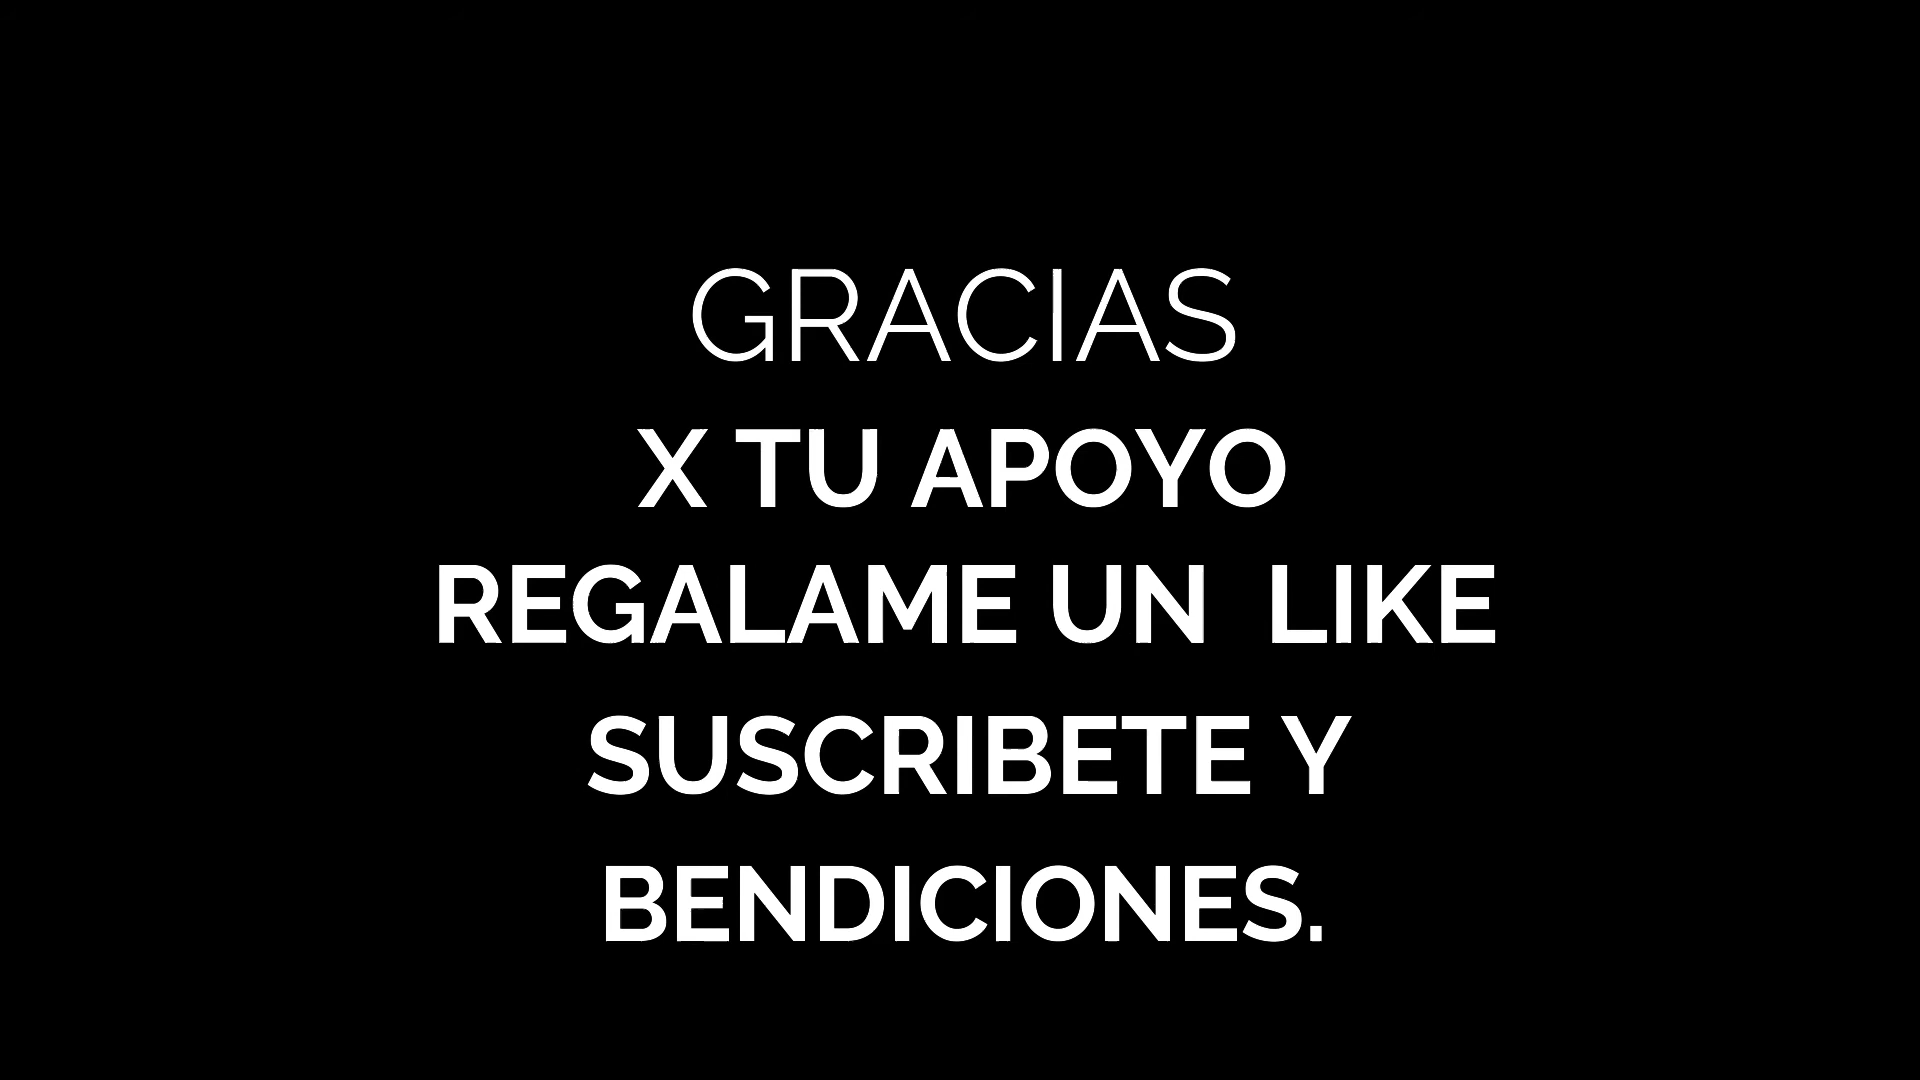 GRACIAS
X TU APOYO
REGALAME UN  LIKE
SUSCRIBETE Y
BENDICIONES.